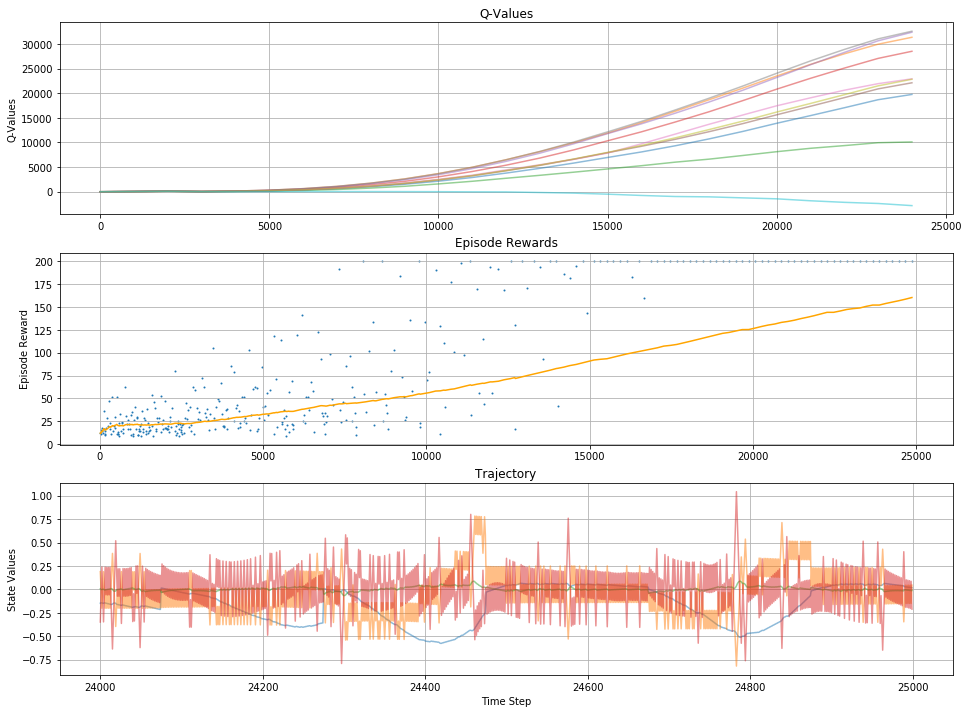 Q-Values
Q-Values
30000
25000
20000
15000
10000
5000
0
0 5000 10000 15000 20000 25000
Episode Rewards
Episode Reward
200
175
150
125
100
75
50
25
0
0 5000 10000 15000 20000 25000
Trajectory
State Values
1.00
0.75
0.50
0.25
0.00
−0.25
−0.50
−0.75
24000 24200 24400 24600 24800 25000
Time Step